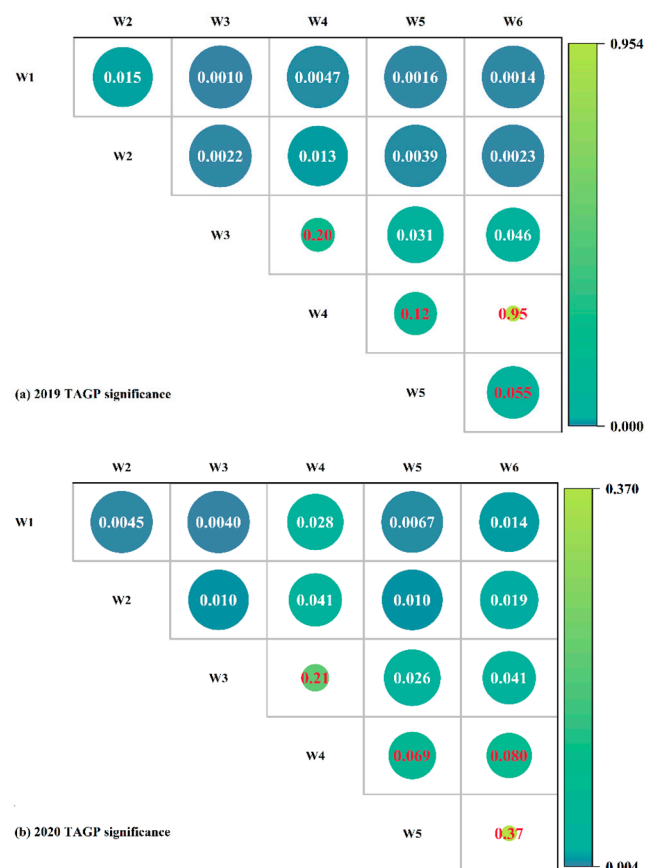 W2 W3 W4 W5 W6
0.954
W1 0.015 0.0010 0.0047 0.0016 0.0014
W2 0.0022 0.013 0.0039 0.0023
W3 0.20 0.031 0.046
W4 0.12 0.95
(a) 2019 TAGP significance W5 0.055
0.000
W2 W3 W4 W5 W6
0.370
W1 0.0045 0.0040 0.028 0.0067 0.014
W2 0.010 0.041 0.010 0.019
W3 0.21 0.026 0.041
W4 0.069 0.080
(b) 2020 TAGP significance W5 0.37
0.004